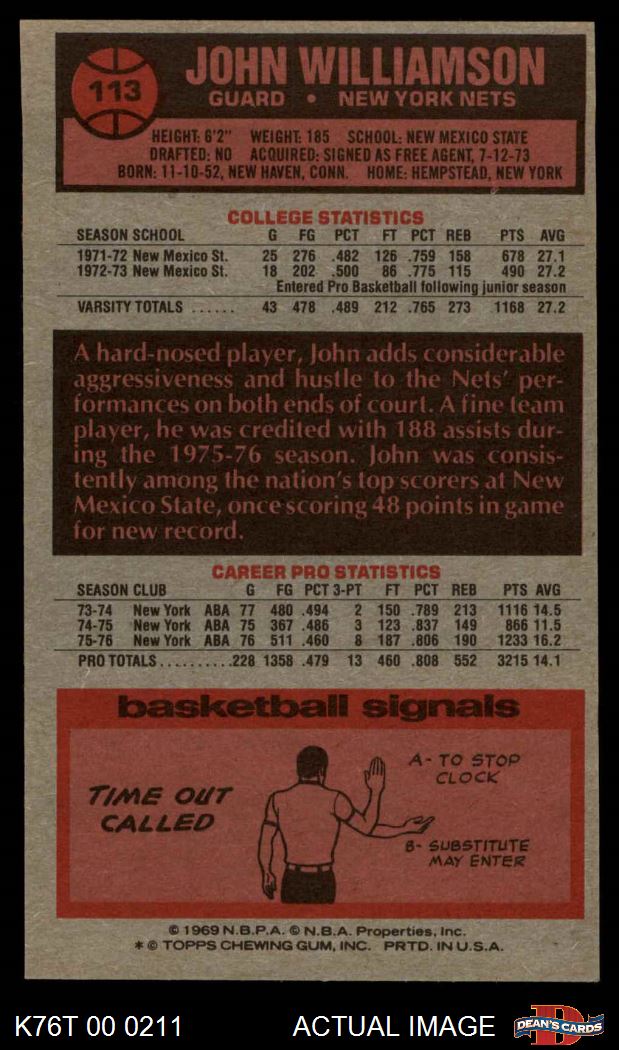 113
JOHN WILLIAMSON
GUARD • NEW YORK NETS
HEIGHT: 6'2" WEIGHT: 185 SCHOOL: NEW MEXICO STATE
DRAFTED: NO ACQUIRED: SIGNED AS FREE AGENT, 7-12-73
BORN: 11-10-52, NEW HAVEN, CONN. HOME: HEMPSTEAD, NEW YORK
COLLEGE STATISTICS
SEASON SCHOOL G FG PCT FT PCT REB PTS AVG
1971-72 New Mexico St. 25 276 .482 126 .759 158 678 27.1
1972-73 New Mexico St. 18 202 .500 86 .775 115 490 27.2
Entered Pro Basketball following junior season
VARSITY TOTALS ...... 43 478 .489 212 .765 273 1168 27.2
A hard-nosed player, John adds considerable
aggressiveness and hustle to the Nets' per-
formances on both ends of court. A fine team
player, he was credited with 188 assists dur-
ing the 1975-76 season. John was consis-
tently among the nation's top scorers at New
Mexico State, once scoring 48 points in game
for new record.
CAREER PRO STATISTICS
SEASON CLUB G FG PCT 3-PT FT PCT REB PTS AVG
73-74 New York ABA 77 480 .494 2 150 .789 213 1116 14.5
74-75 New York ABA 75 367 .486 3 123 .837 149 866 11.5
75-76 New York ABA 76 511 .460 8 187 .806 190 1233 16.2
PRO TOTALS..........228 1358 .479 13 460 .808 552 3215 14.1
basketball signals
TIME OUT
CALLED
A- TO STOP
CLOCK
B- SUBSTITUTE
MAY ENTER
© 1969 N.B.P.A. © N.B.A. Properties, Inc.
* © TOPPS CHEWING GUM, INC. PRTD. IN U.S.A.
K76T 00 0211 ACTUAL IMAGE
D
DEAN'S CARDS